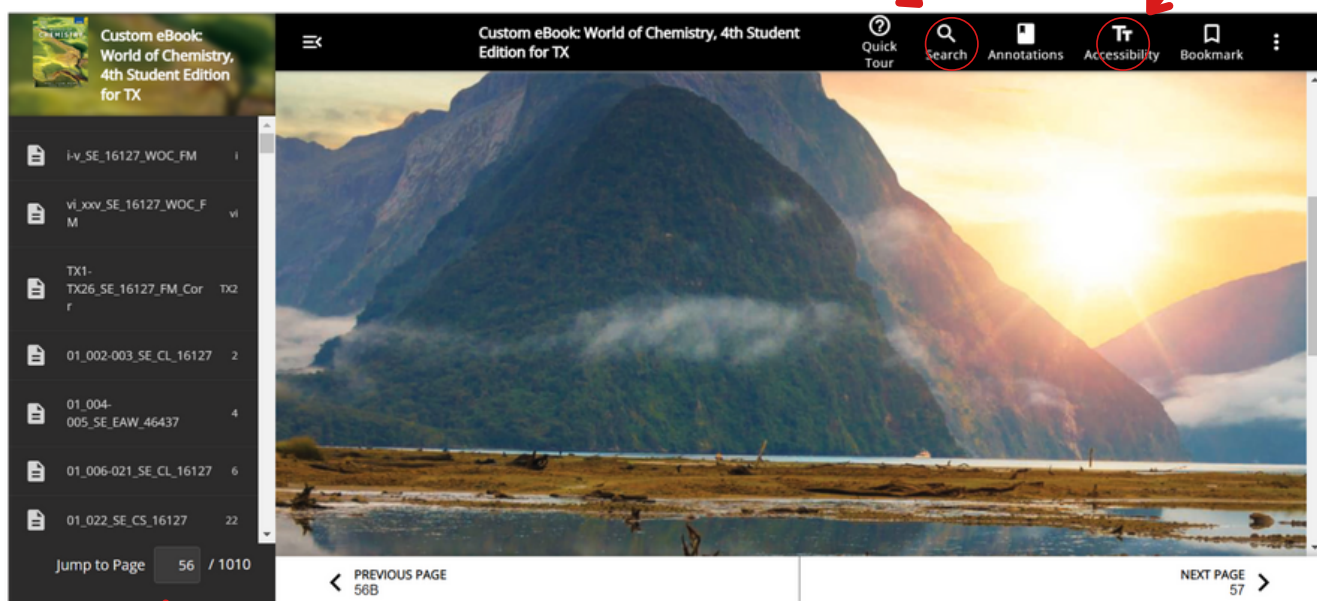 CHEMISTRY
Custom eBook:
World of Chemistry,
4th Student Edition
for TX
Custom eBook: World of Chemistry, 4th Student
Edition for TX
Quick
Tour
Search
Annotations
Accessibility
Bookmark
i-v_SE_16127_WOC_FM i
vi_xxv_SE_16127_WOC_F
M vi
TX1-
TX26_SE_16127_FM_Cor TX2
r
01_002-003_SE_CL_16127 2
01_004-
005_SE_EAW_46437 4
01_006-021_SE_CL_16127 6
01_022_SE_CS_16127 22
Jump to Page 56 / 1010
PREVIOUS PAGE
56B
NEXT PAGE
57